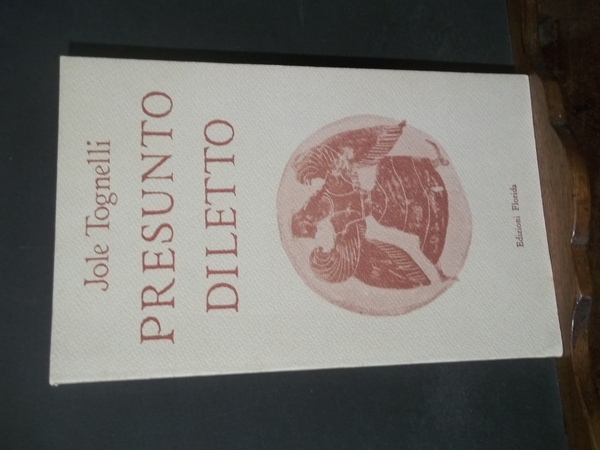 Jole Tognelli
PRESUNTO
DILETTO
Edizioni Florida